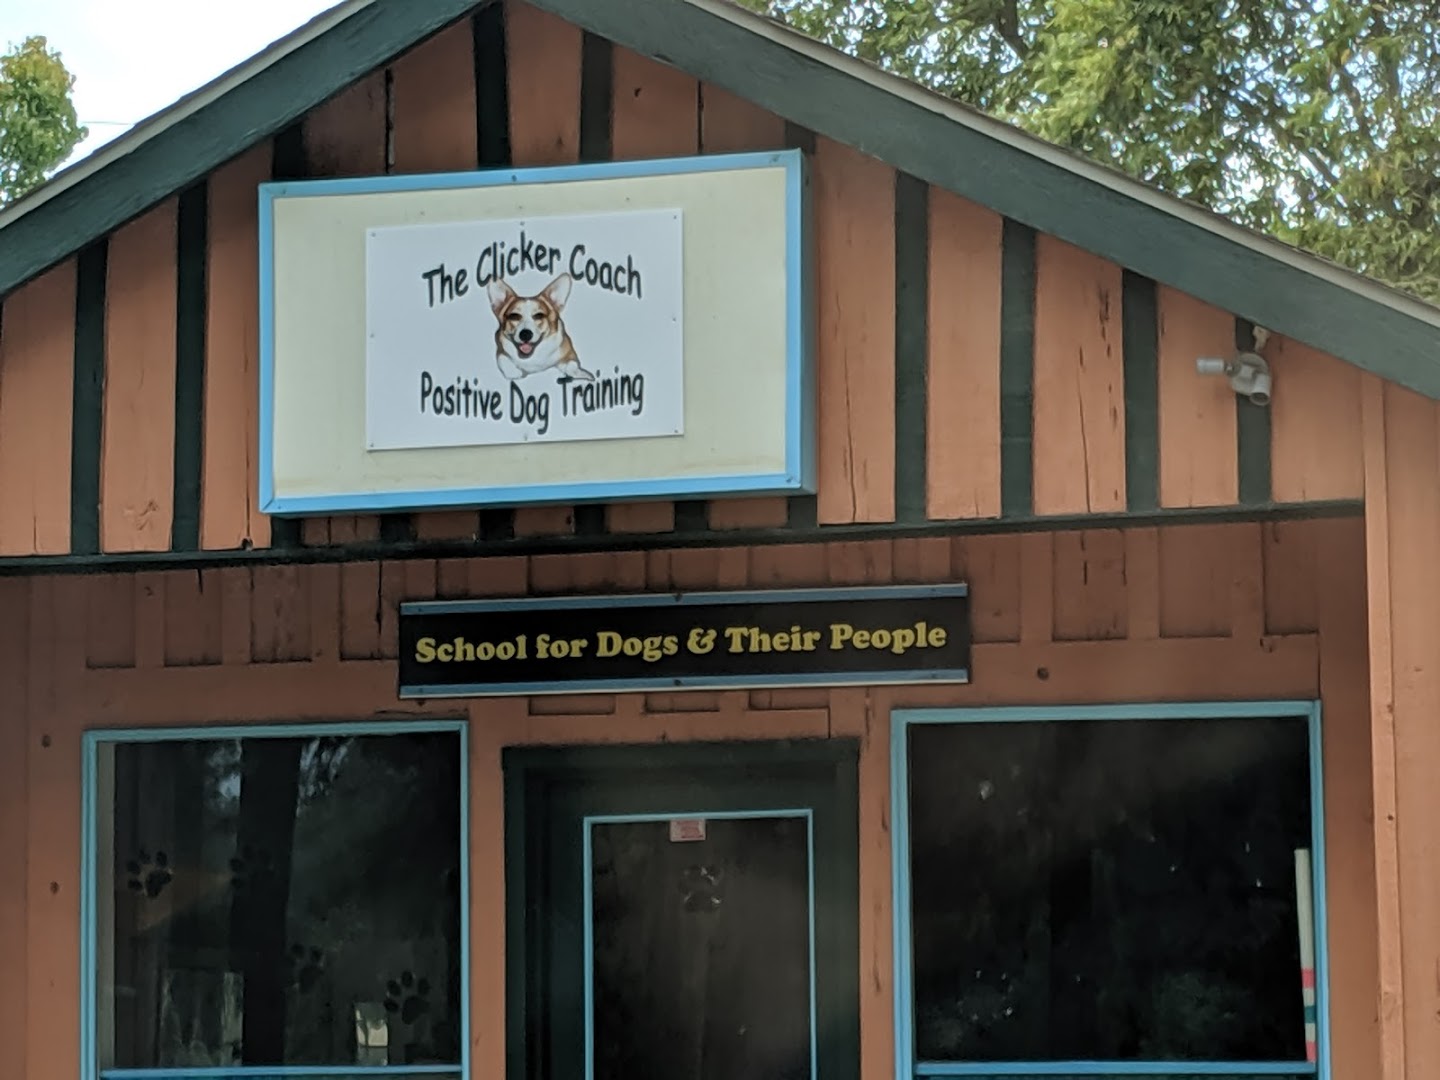 The Clicker Coach
Positive Dog Training
School for Dogs & Their People